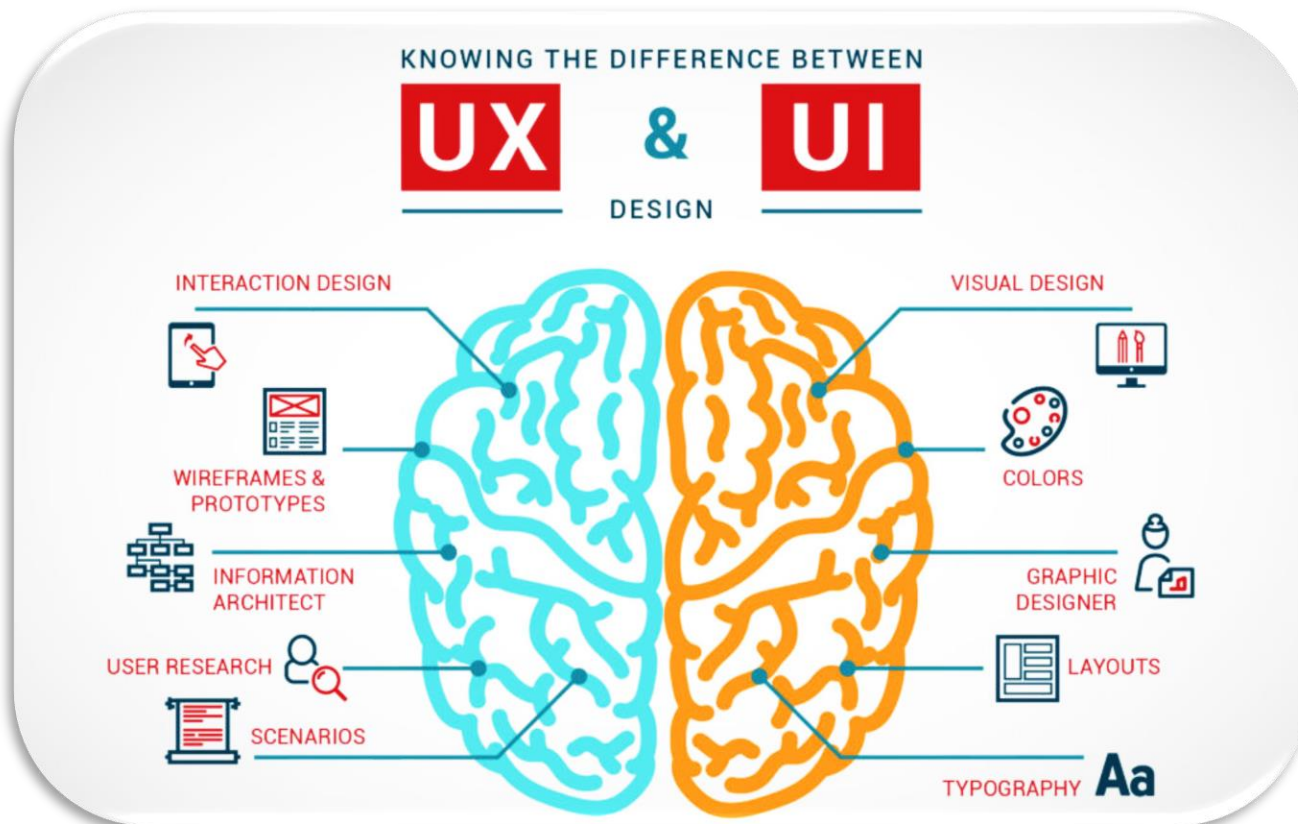 KNOWING THE DIFFERENCE BETWEEN
UX & UI
DESIGN
INTERACTION DESIGN
WIREFRAMES &
PROTOTYPES
INFORMATION
ARCHITECT
USER RESEARCH
SCENARIOS
VISUAL DESIGN
COLORS
GRAPHIC
DESIGNER
LAYOUTS
TYPOGRAPHY Aa